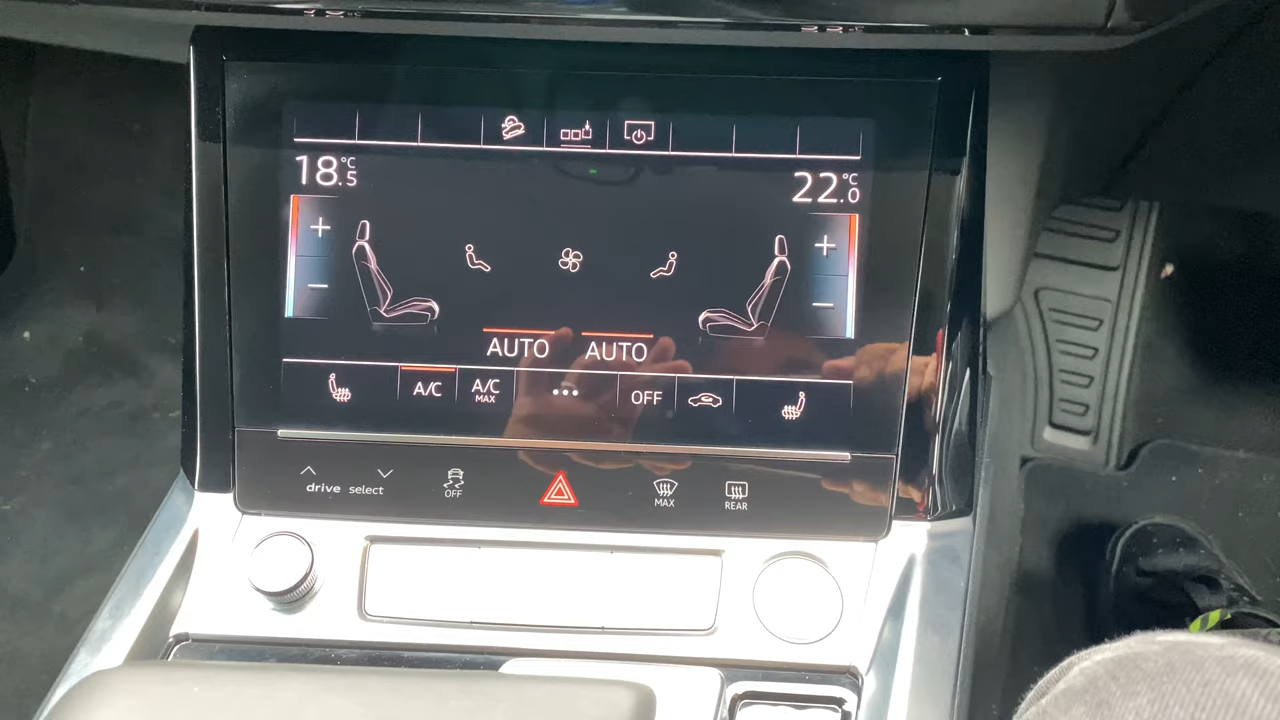 18.5 °C
22.0 °C
+
+
−
−
AUTO AUTO
A/C
A/C MAX
OFF
drive select
OFF
MAX
REAR